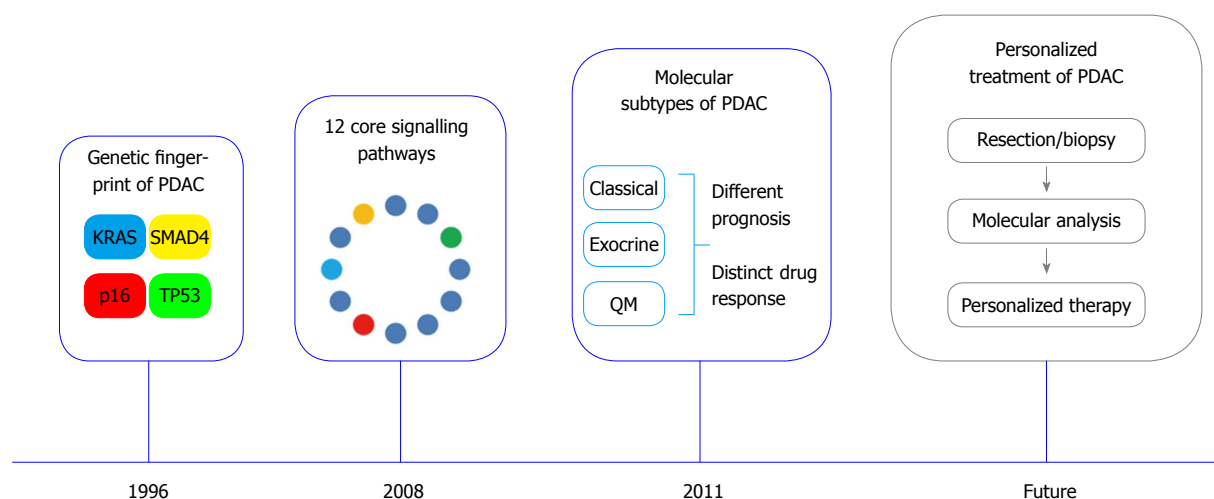 Genetic finger-
print of PDAC
KRAS
SMAD4
p16
TP53
12 core signalling
pathways
Molecular
subtypes of PDAC
Classical
Exocrine
QM
Different
prognosis
Distinct drug
response
Personalized
treatment of PDAC
Resection/biopsy
Molecular analysis
Personalized therapy
1996
2008
2011
Future